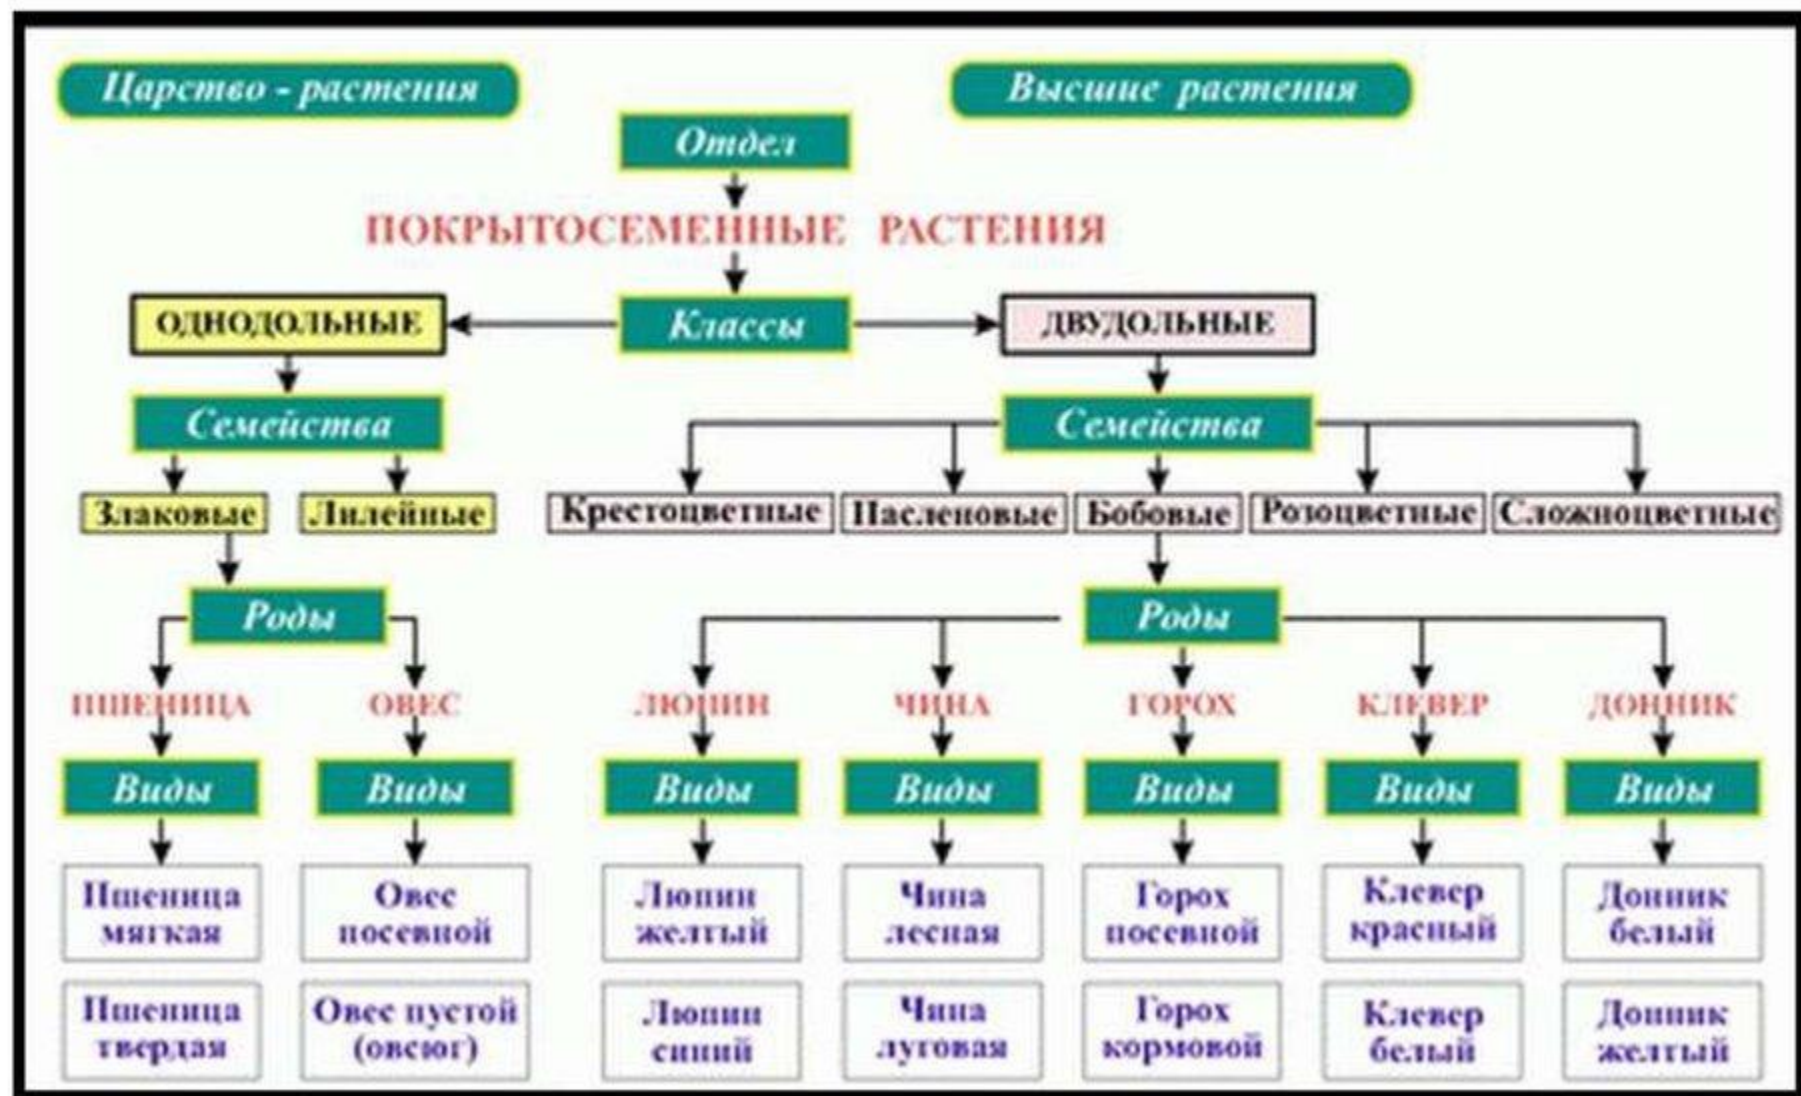 Царство - растения
Высшие растения
Отдел
ПОКРЫТОСЕМЕННЫЕ РАСТЕНИЯ
ОДНОДОЛЬНЫЕ
Классы
ДВУДОЛЬНЫЕ
Семейства
Семейства
Злаковые
Лилейные
Крестоцветные
Пасленовые
Бобовые
Розоцветные
Сложноцветные
Роды
Роды
ПШЕНИЦА
ОВЕС
ЛЮПИН
ЧИНА
ГОРОХ
КЛЕВЕР
ДОННИК
Виды
Виды
Виды
Виды
Виды
Виды
Виды
Пшеница
мягкая
Овес
посевной
Люпин
желтый
Чина
лесная
Горох
посевной
Клевер
красный
Донник
белый
Пшеница
твердая
Овес пустой
(овсюг)
Люпин
синий
Чина
луговая
Горох
кормовой
Клевер
белый
Донник
желтый